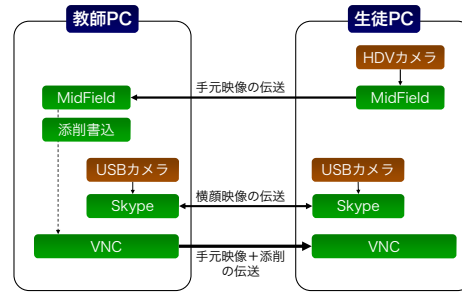 教師PC
生徒PC
HDVカメラ
手元映像の伝送
MidField
MidField
添削書込
USBカメラ
USBカメラ
横顔映像の伝送
Skype
Skype
VNC
VNC
手元映像+添削
の伝送